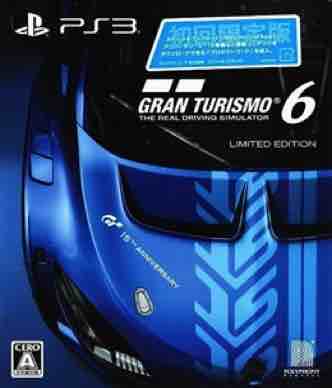 PS3
初回限定版
GRAN TURISMO® 6
THE REAL DRIVING SIMULATOR
LIMITED EDITION
GT
15TH ANNIVERSARY
CERO
A
POLYPHONY
DIGITAL